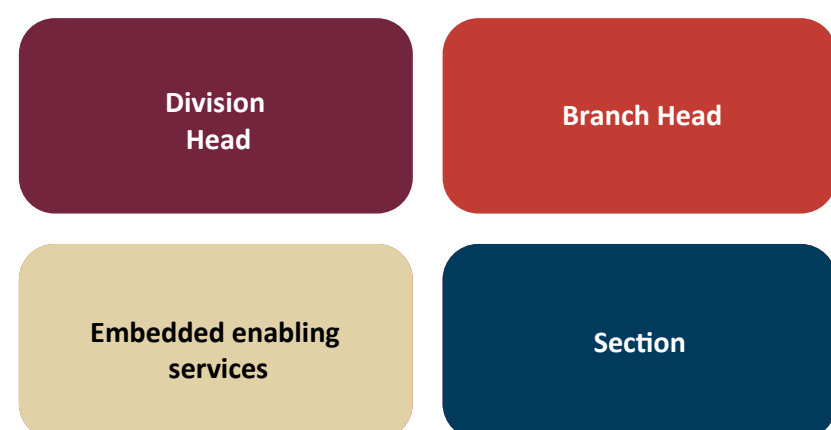 Division
Head
Branch Head
Embedded enabling
services
Section